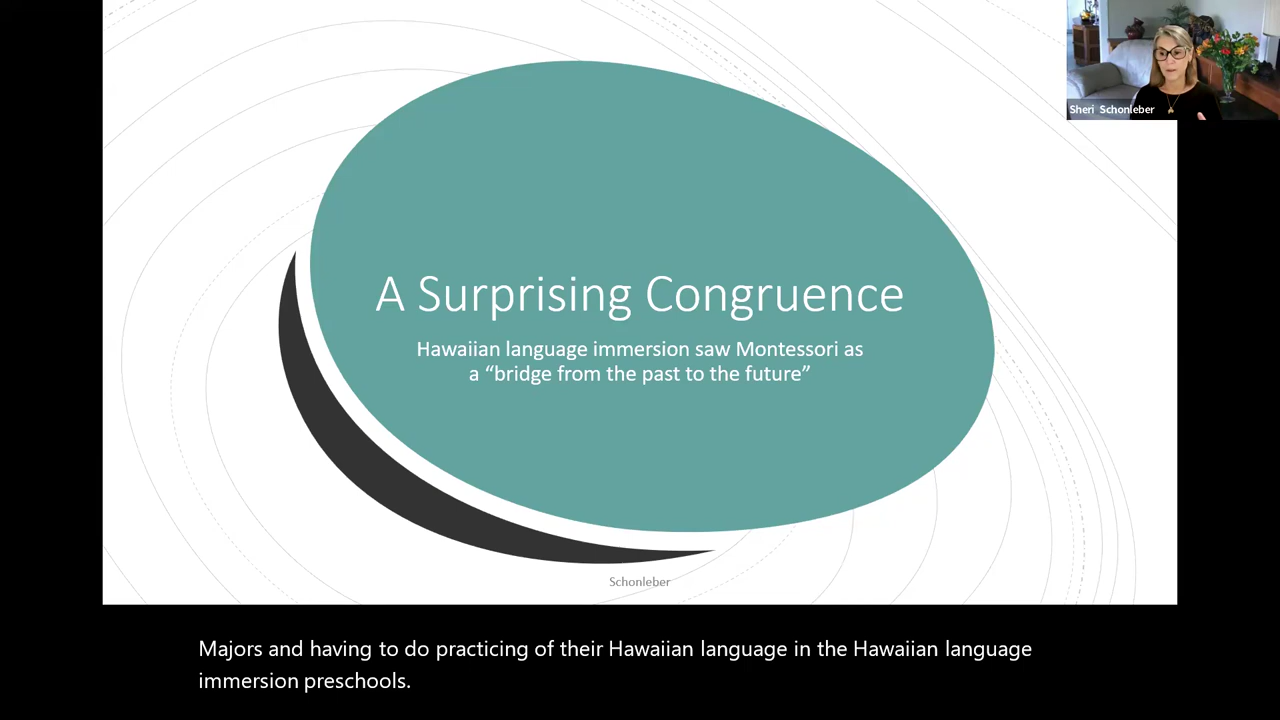 Sheri Schonleber
A Surprising Congruence
Hawaiian language immersion saw Montessori as
a “bridge from the past to the future”
Schonleber
Majors and having to do practicing of their Hawaiian language in the Hawaiian language
immersion preschools.